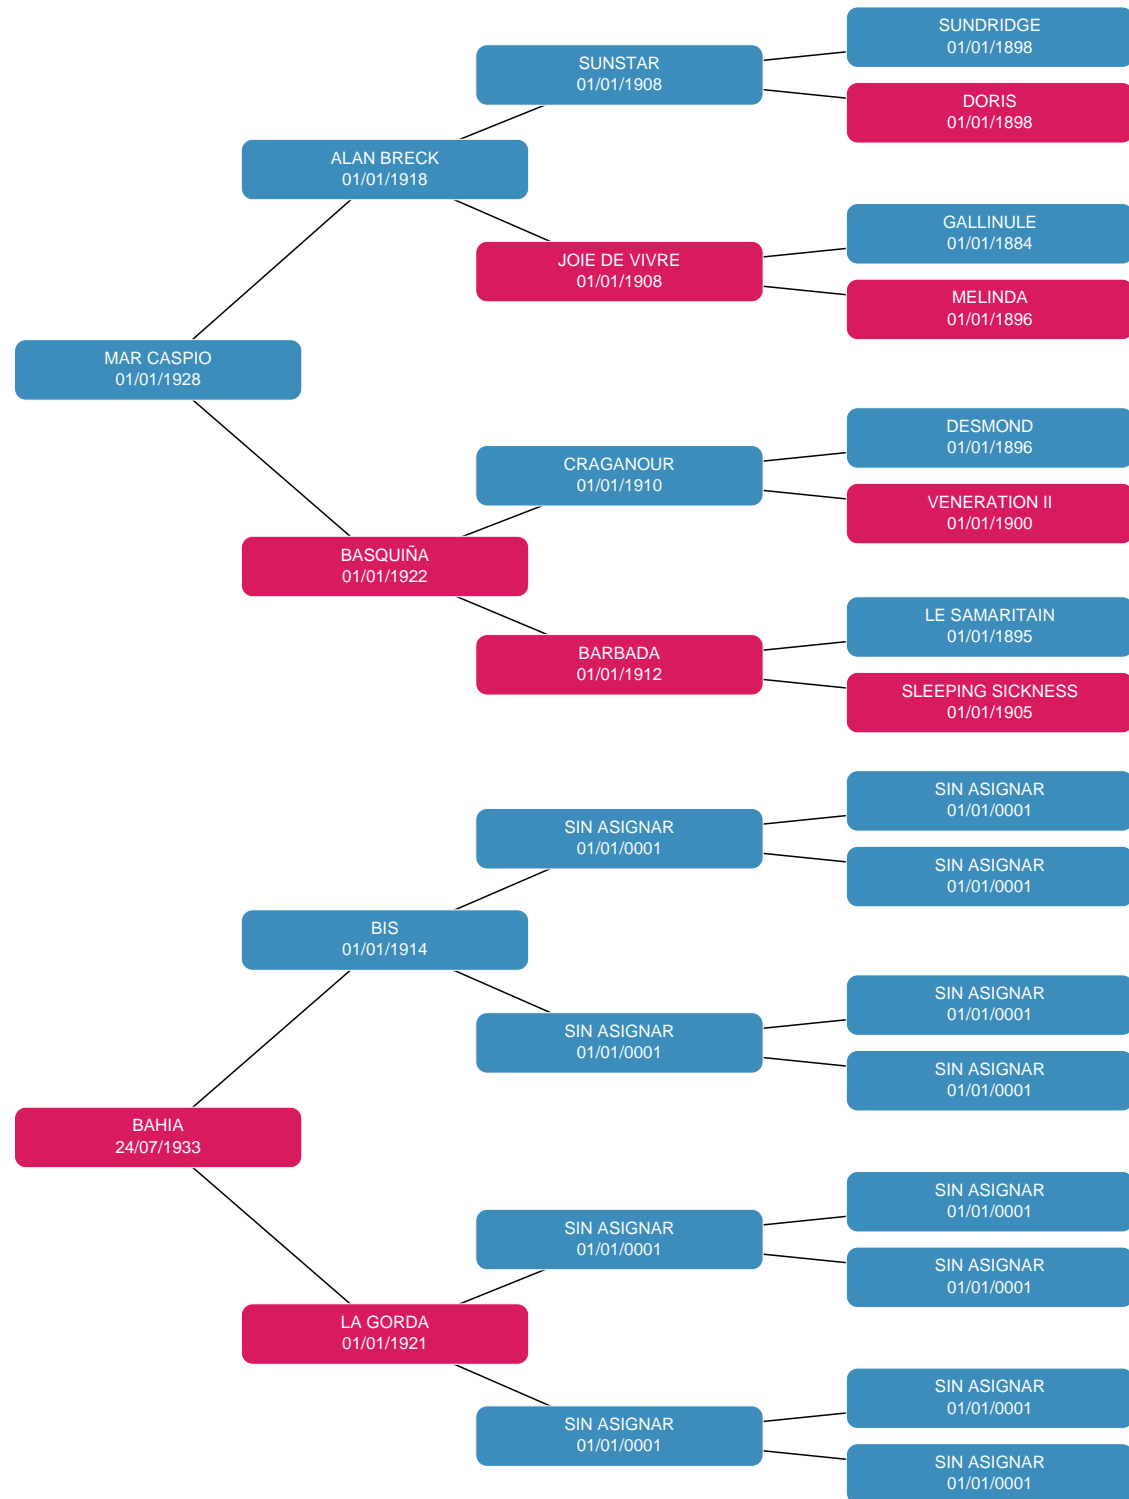 SUNDRIDGE
01/01/1898
SUNSTAR
01/01/1908
DORIS
01/01/1898
ALAN BRECK
01/01/1918
GALLINULE
01/01/1884
JOIE DE VIVRE
01/01/1908
MELINDA
01/01/1896
MAR CASPIO
01/01/1928
DESMOND
01/01/1896
CRAGANOUR
01/01/1910
VENERATION II
01/01/1900
BASQUIÑA
01/01/1922
LE SAMARITAIN
01/01/1895
BARBADA
01/01/1912
SLEEPING SICKNESS
01/01/1905
SIN ASIGNAR
01/01/0001
SIN ASIGNAR
01/01/0001
SIN ASIGNAR
01/01/0001
BIS
01/01/1914
SIN ASIGNAR
01/01/0001
SIN ASIGNAR
01/01/0001
SIN ASIGNAR
01/01/0001
BAHIA
24/07/1933
SIN ASIGNAR
01/01/0001
SIN ASIGNAR
01/01/0001
SIN ASIGNAR
01/01/0001
LA GORDA
01/01/1921
SIN ASIGNAR
01/01/0001
SIN ASIGNAR
01/01/0001
SIN ASIGNAR
01/01/0001